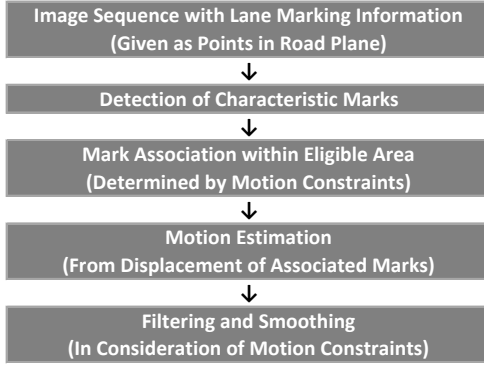 Image Sequence with Lane Marking Information
(Given as Points in Road Plane)
Detection of Characteristic Marks
Mark Association within Eligible Area
(Determined by Motion Constraints)
Motion Estimation
(From Displacement of Associated Marks)
Filtering and Smoothing
(In Consideration of Motion Constraints)